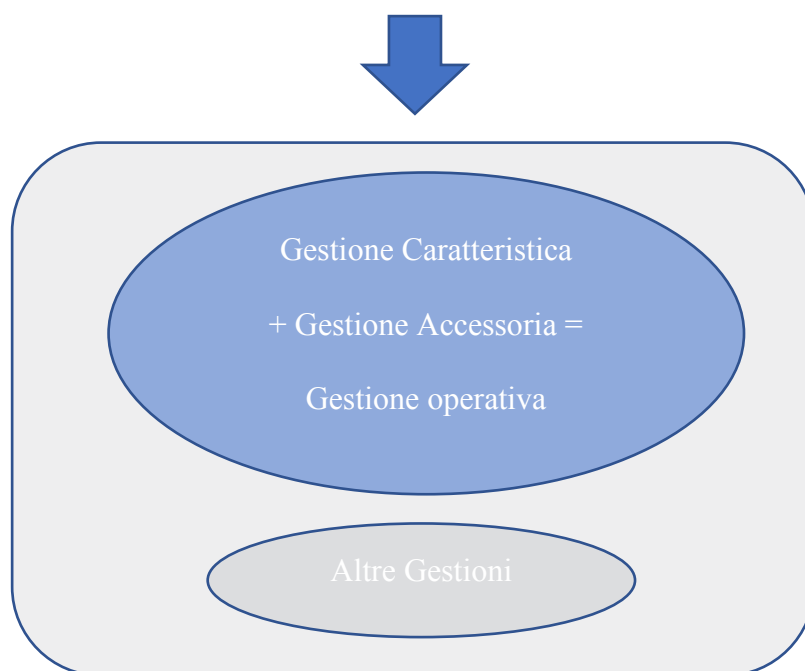 Gestione Caratteristica
+ Gestione Accessoria =
Gestione operativa
Altre Gestioni